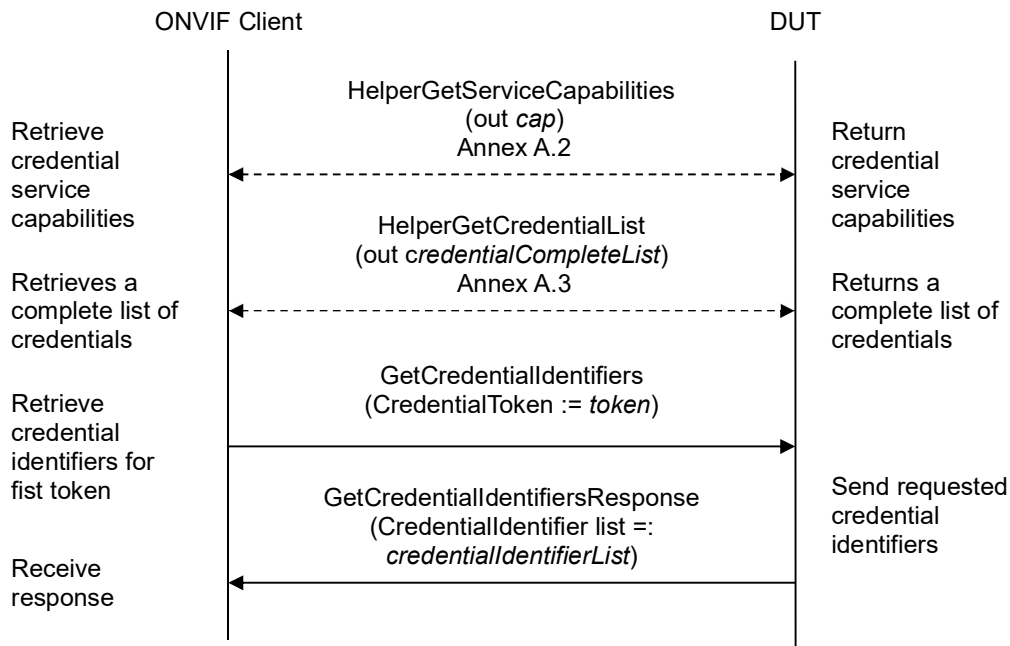 ONVIF Client
DUT
HelperGetServiceCapabilities
(out cap)
Annex A.2
Retrieve
credential
service
capabilities
Return
credential
service
capabilities
HelperGetCredentialList
(out credentialCompleteList)
Annex A.3
Retrieves a
complete list of
credentials
Returns a
complete list of
credentials
GetCredentialIdentifiers
(CredentialToken := token)
Retrieve
credential
identifiers for
fist token
GetCredentialIdentifiersResponse
(CredentialIdentifier list =:
credentialIdentifierList)
Send requested
credential
identifiers
Receive
response